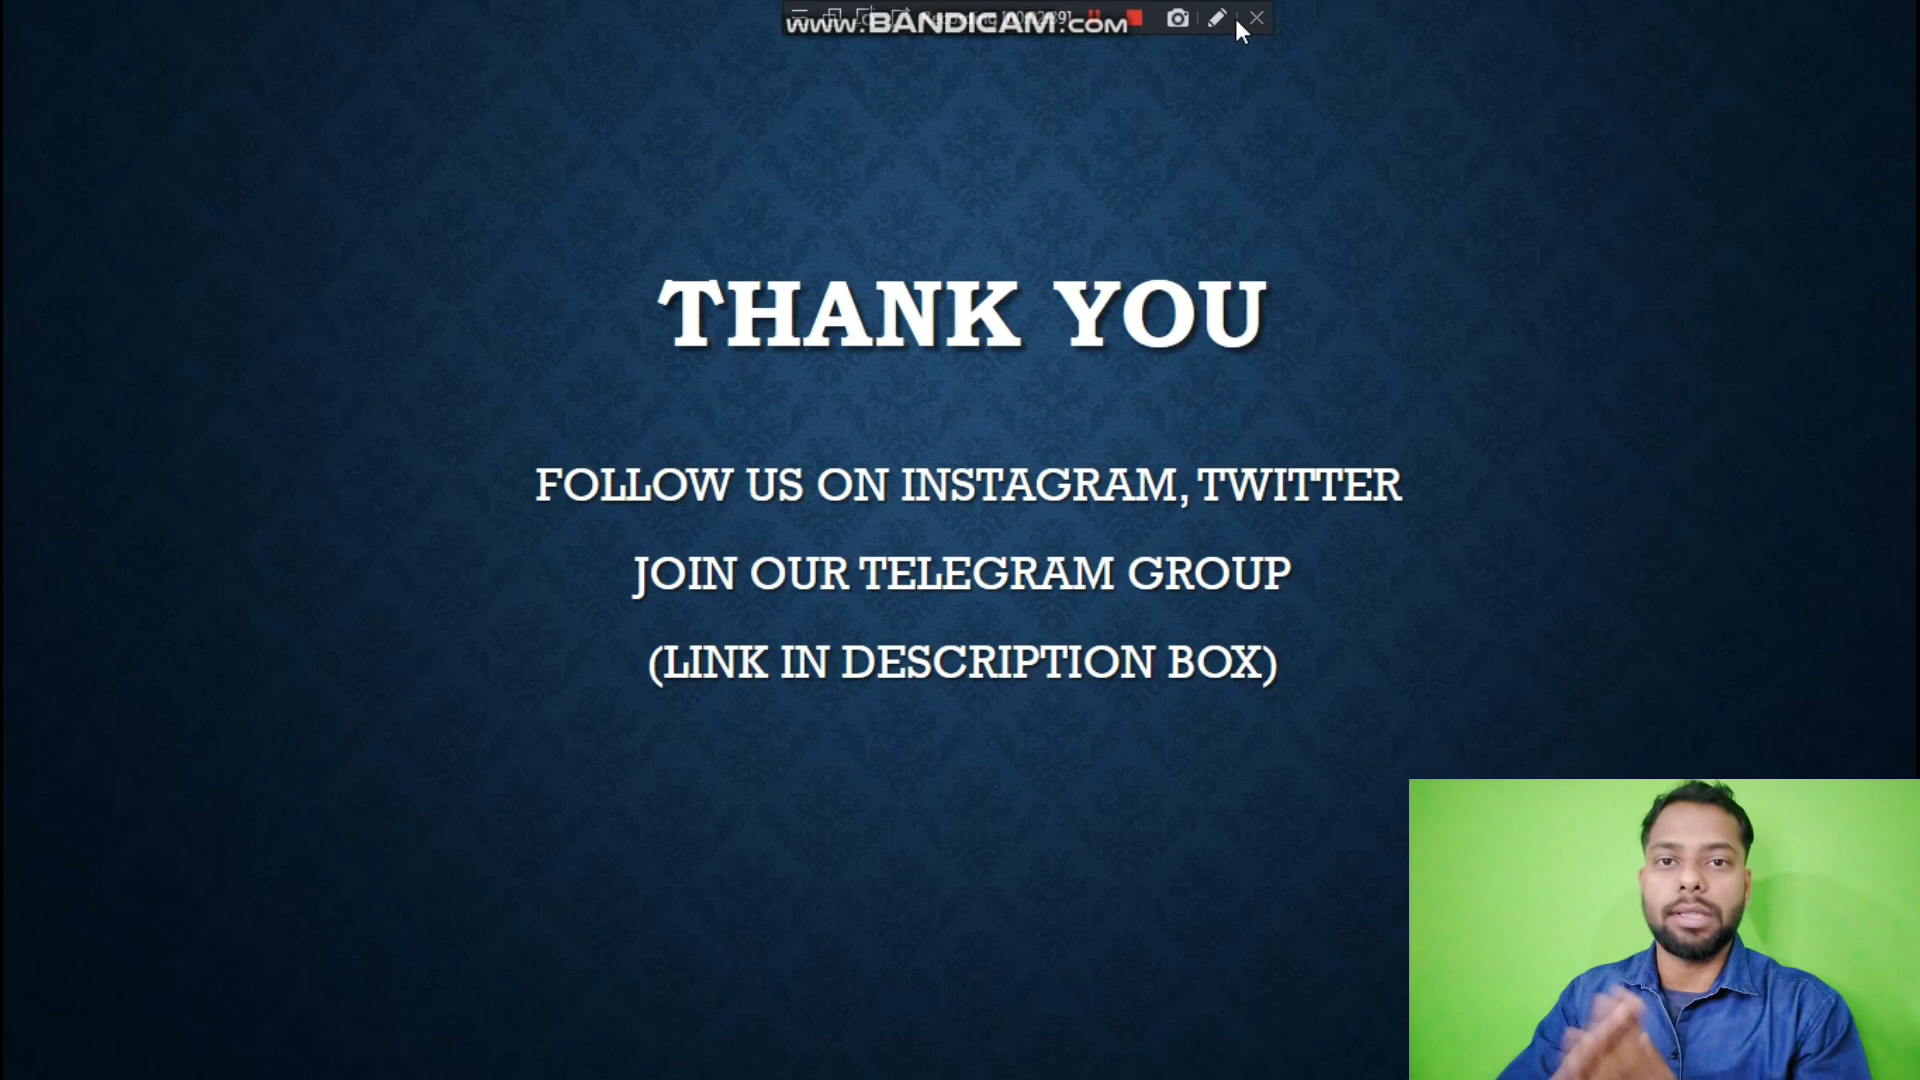 www.BANDICAM.com
THANK YOU
FOLLOW US ON INSTAGRAM, TWITTER
JOIN OUR TELEGRAM GROUP
(LINK IN DESCRIPTION BOX)